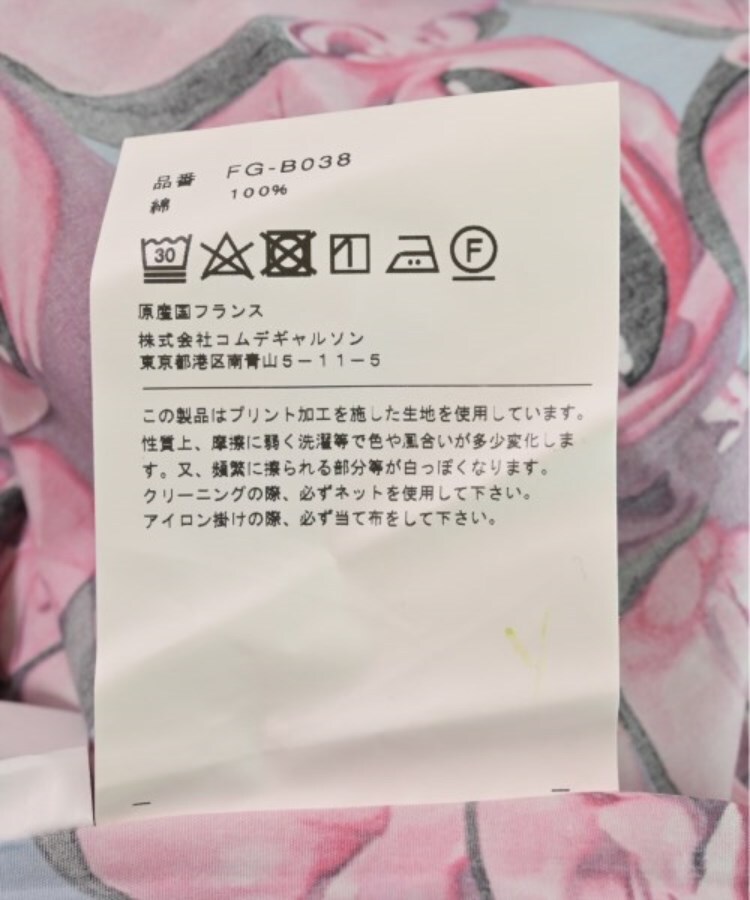 品番 FG-B038
綿 100%
30 F
原産国フランス
株式会社コムデギャルソン
東京都港区南青山5－11－5
この製品はプリント加工を施した生地を使用しています。
性質上、摩擦に弱く洗濯等で色や風合いが多少変化しま
す。又、頻繁に擦られる部分等が白っぽくなります。
クリーニングの際、必ずネットを使用して下さい。
アイロン掛けの際、必ず当て布をして下さい。